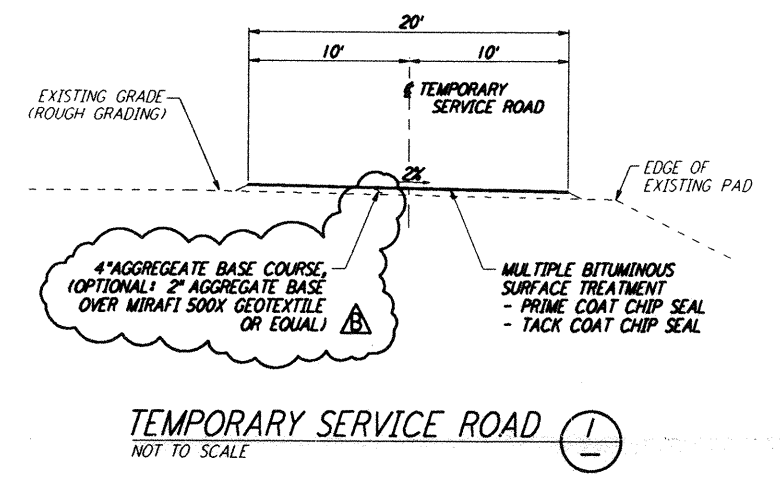 20'
10'
10'
℄ TEMPORARY
SERVICE ROAD
EXISTING GRADE
(ROUGH GRADING)
2%
EDGE OF
EXISTING PAD
4" AGGREGEATE BASE COURSE,
(OPTIONAL: 2" AGGREGATE BASE
OVER MIRAFI 500X GEOTEXTILE
OR EQUAL)
B
MULTIPLE BITUMINOUS
SURFACE TREATMENT
- PRIME COAT CHIP SEAL
- TACK COAT CHIP SEAL
TEMPORARY SERVICE ROAD
NOT TO SCALE
1
—